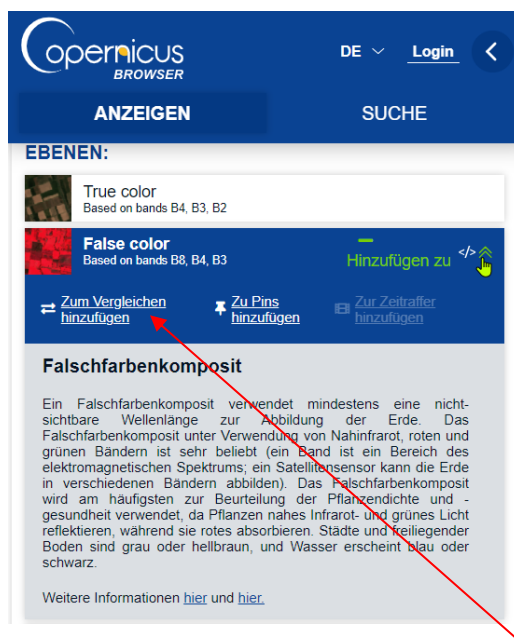 opernicus
BROWSER
DE
Login
ANZEIGEN
SUCHE
EBENEN:
True color
Based on bands B4, B3, B2
False color
Based on bands B8, B4, B3
Hinzufügen zu </>
Zum Vergleichen
hinzufügen
Zu Pins
hinzufügen
Zur Zeitraffer
hinzufügen
Falschfarbenkomposit
Ein Falschfarbenkomposit verwendet mindestens eine nicht-
sichtbare Wellenlänge zur Abbildung der Erde. Das
Falschfarbenkomposit unter Verwendung von Nahinfrarot, roten und
grünen Bändern ist sehr beliebt (ein Band ist ein Bereich des
elektromagnetischen Spektrums; ein Satellitensensor kann die Erde
in verschiedenen Bändern abbilden). Das Falschfarbenkomposit
wird am häufigsten zur Beurteilung der Pflanzendichte und -
gesundheit verwendet, da Pflanzen nahes Infrarot- und grünes Licht
reflektieren, während sie rotes absorbieren. Städte und freiliegender
Boden sind grau oder hellbraun, und Wasser erscheint blau oder
schwarz.
Weitere Informationen hier und hier.